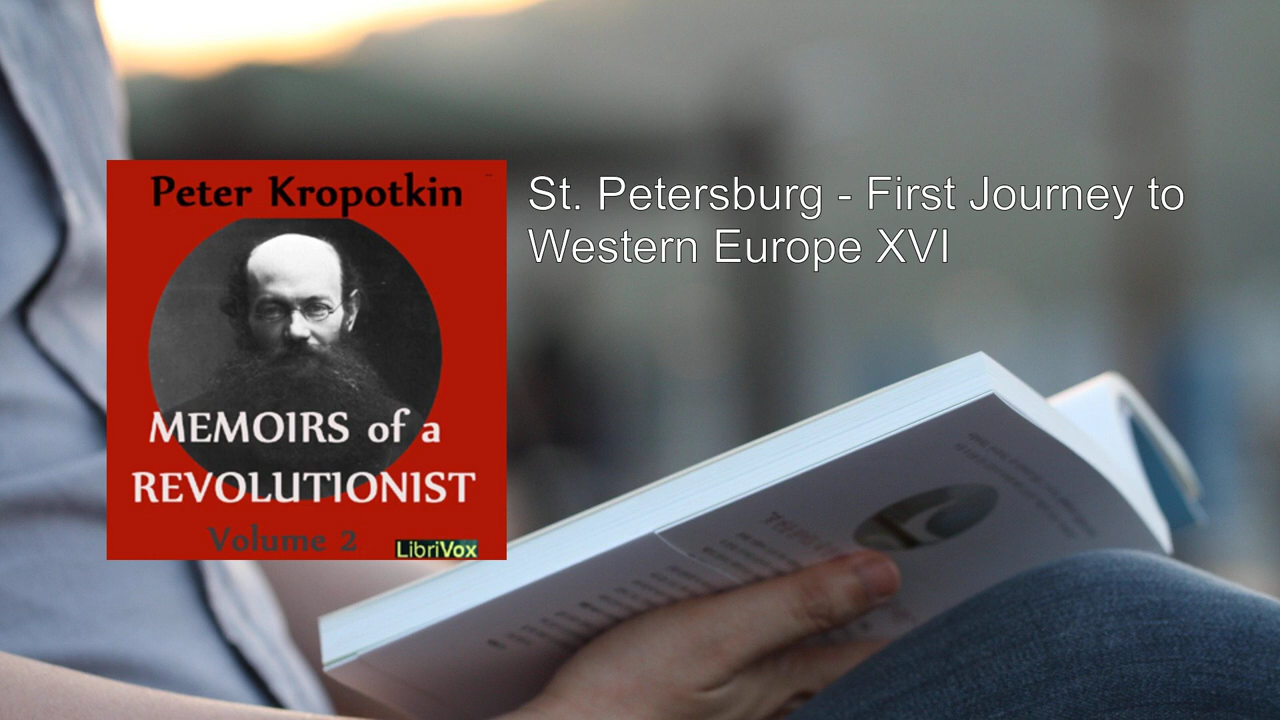 Peter Kropotkin
MEMOIRS of a
REVOLUTIONIST
Volume 2
LibriVox
St. Petersburg - First Journey to
Western Europe XVI